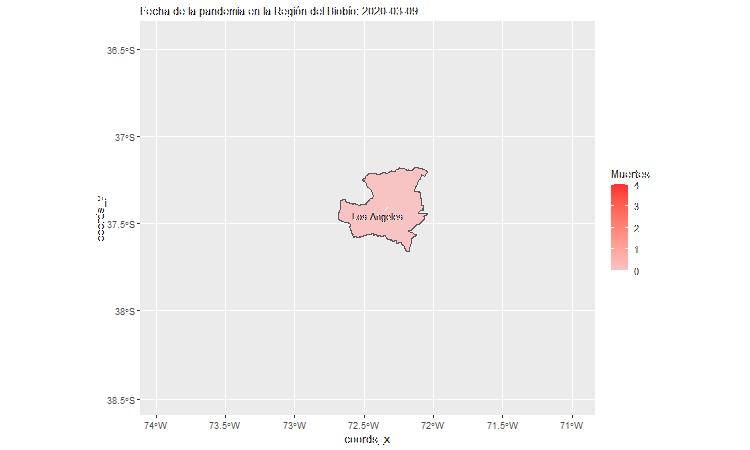 Fecha de la pandemia en la Región del Biobío: 2020-03-09
36.5°S
37°S
37.5°S
38°S
38.5°S
coords_y
Los Angeles
74°W
73.5°W
73°W
72.5°W
72°W
71.5°W
71°W
coords_x
Muertes
4
3
2
1
0